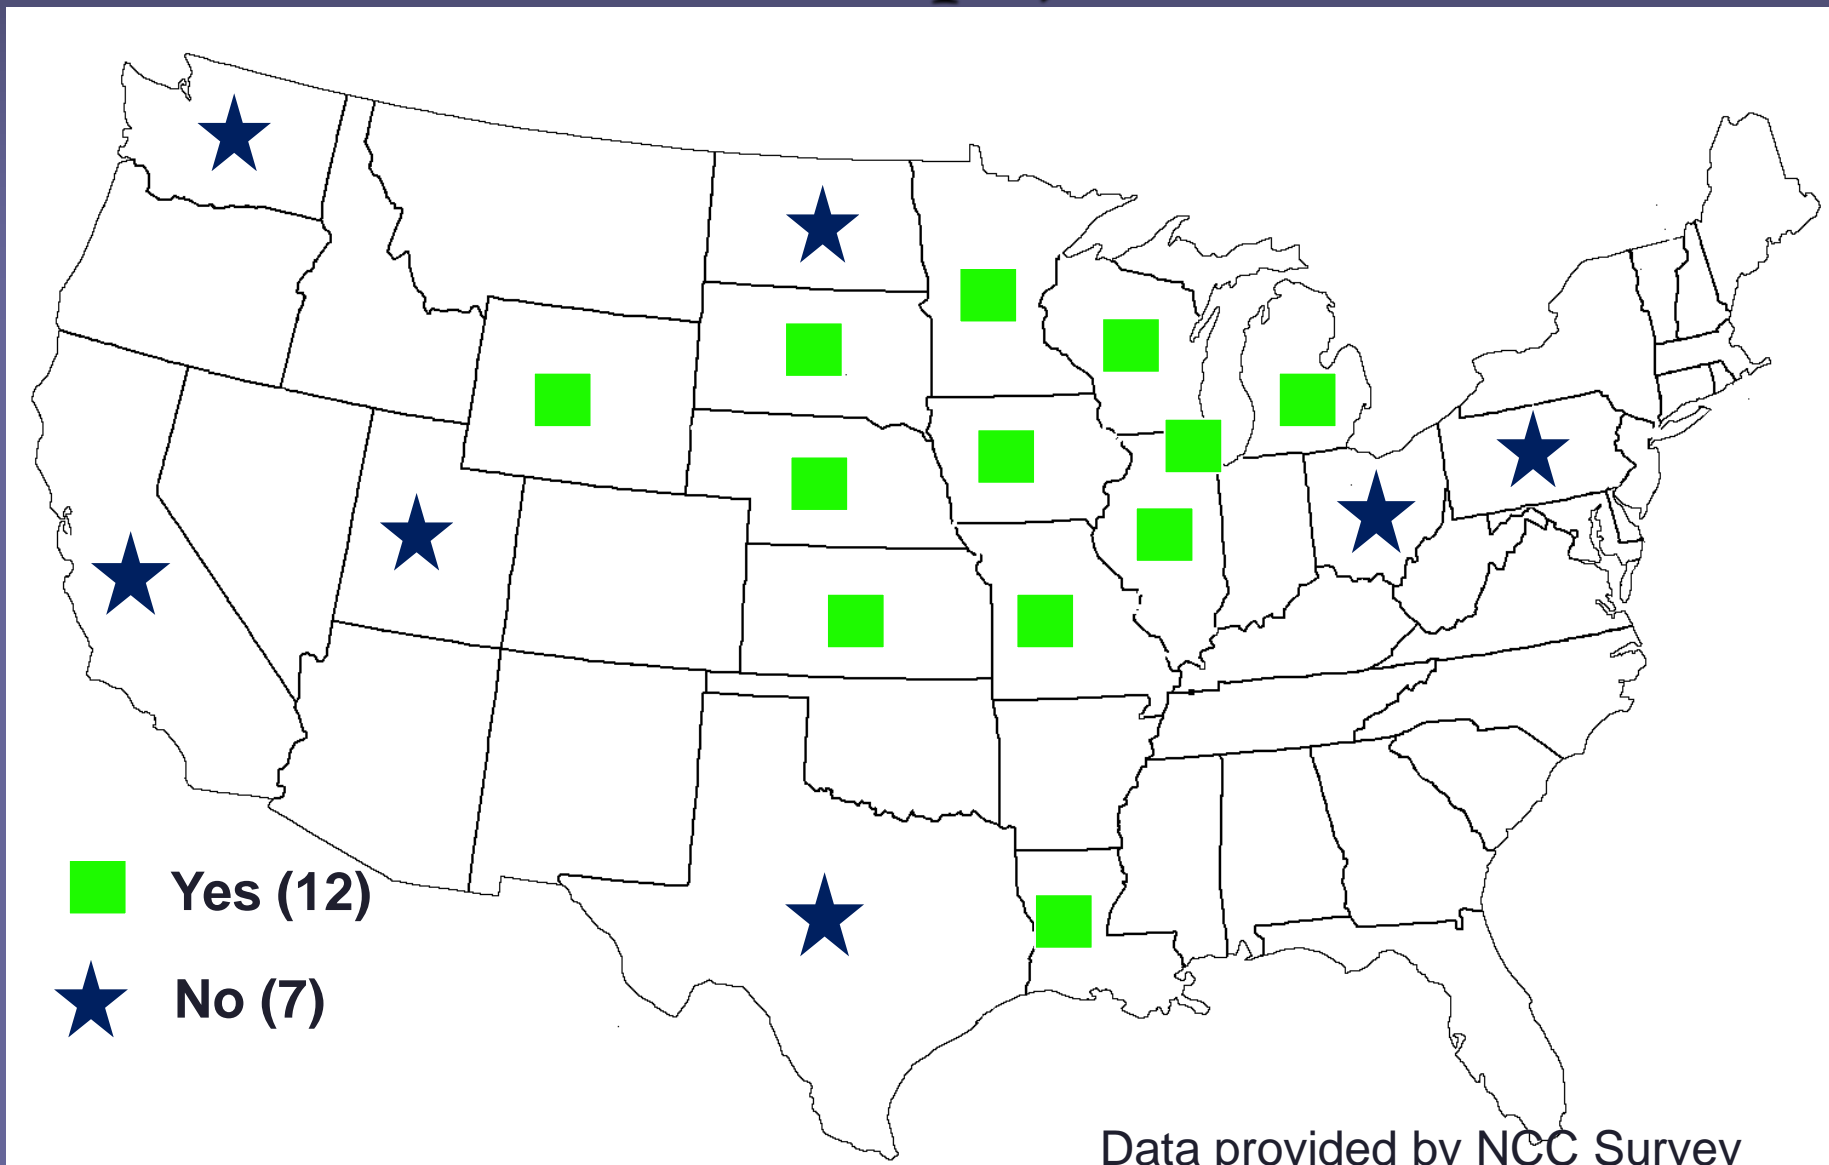 Yes (12)
No (7)
Data provided by NCC Survey